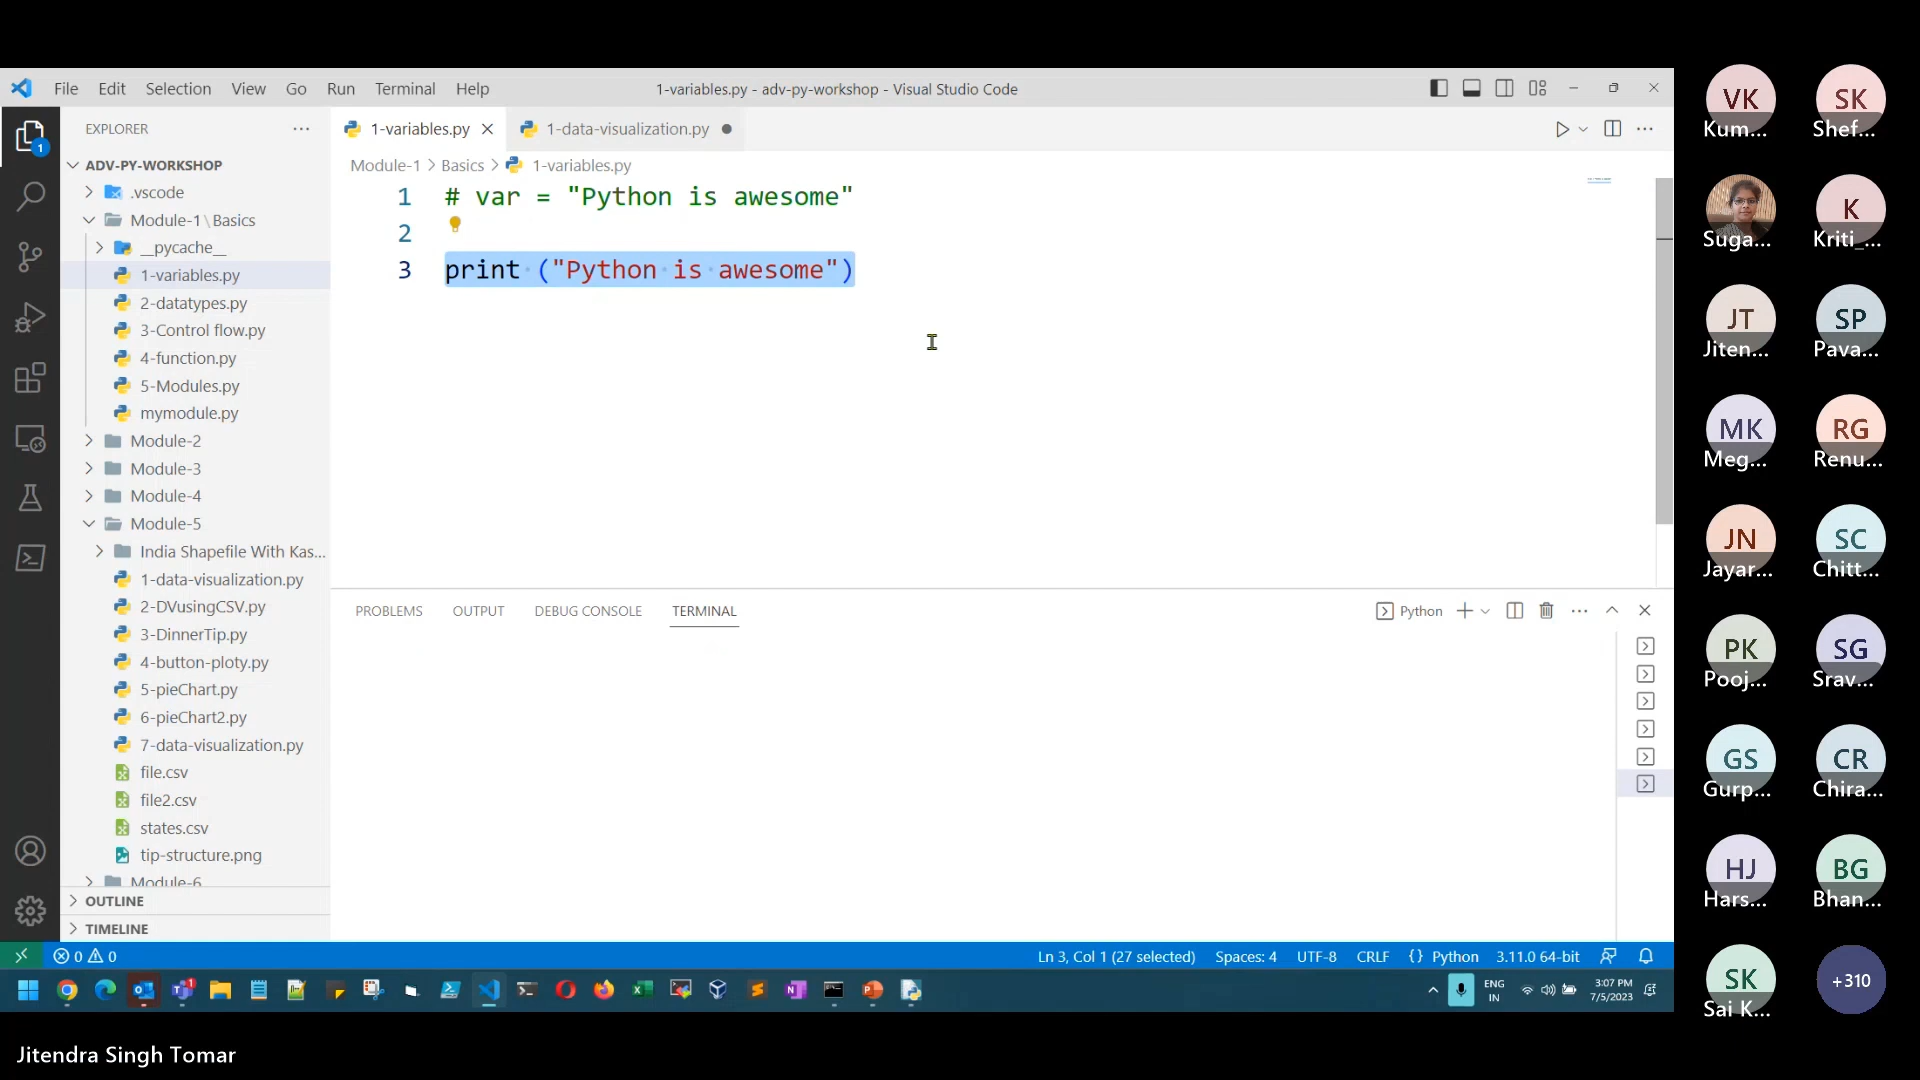 File Edit Selection View Go Run Terminal Help
1-variables.py - adv-py-workshop - Visual Studio Code
EXPLORER
ADV-PY-WORKSHOP
.vscode
Module-1\Basics
__pycache__
1-variables.py
2-datatypes.py
3-Control flow.py
4-function.py
5-Modules.py
mymodule.py
Module-2
Module-3
Module-4
Module-5
India Shapefile With Kas...
1-data-visualization.py
2-DVusingCSV.py
3-DinnerTip.py
4-button-ploty.py
5-pieChart.py
6-pieChart2.py
7-data-visualization.py
file.csv
file2.csv
states.csv
tip-structure.png
Module-6
OUTLINE
TIMELINE
1
1-variables.py
1-data-visualization.py
Module-1 > Basics > 1-variables.py
1 # var = "Python is awesome"
2
3 print ("Python is awesome")
PROBLEMS OUTPUT DEBUG CONSOLE TERMINAL
Python
0 0
Ln 3, Col 1 (27 selected) Spaces: 4 UTF-8 CRLF {} Python 3.11.0 64-bit
ENG
IN
3:07 PM
7/5/2023
VK
Kum...
SK
Shef...
Suga...
K
Kriti_...
JT
Jiten...
SP
Pava...
MK
Meg...
RG
Renu...
JN
Jayar...
SC
Chitt...
PK
Pooj...
SG
Srav...
GS
Gurp...
CR
Chira...
HJ
Hars...
BG
Bhan...
SK
Sai K...
+310
Jitendra Singh Tomar